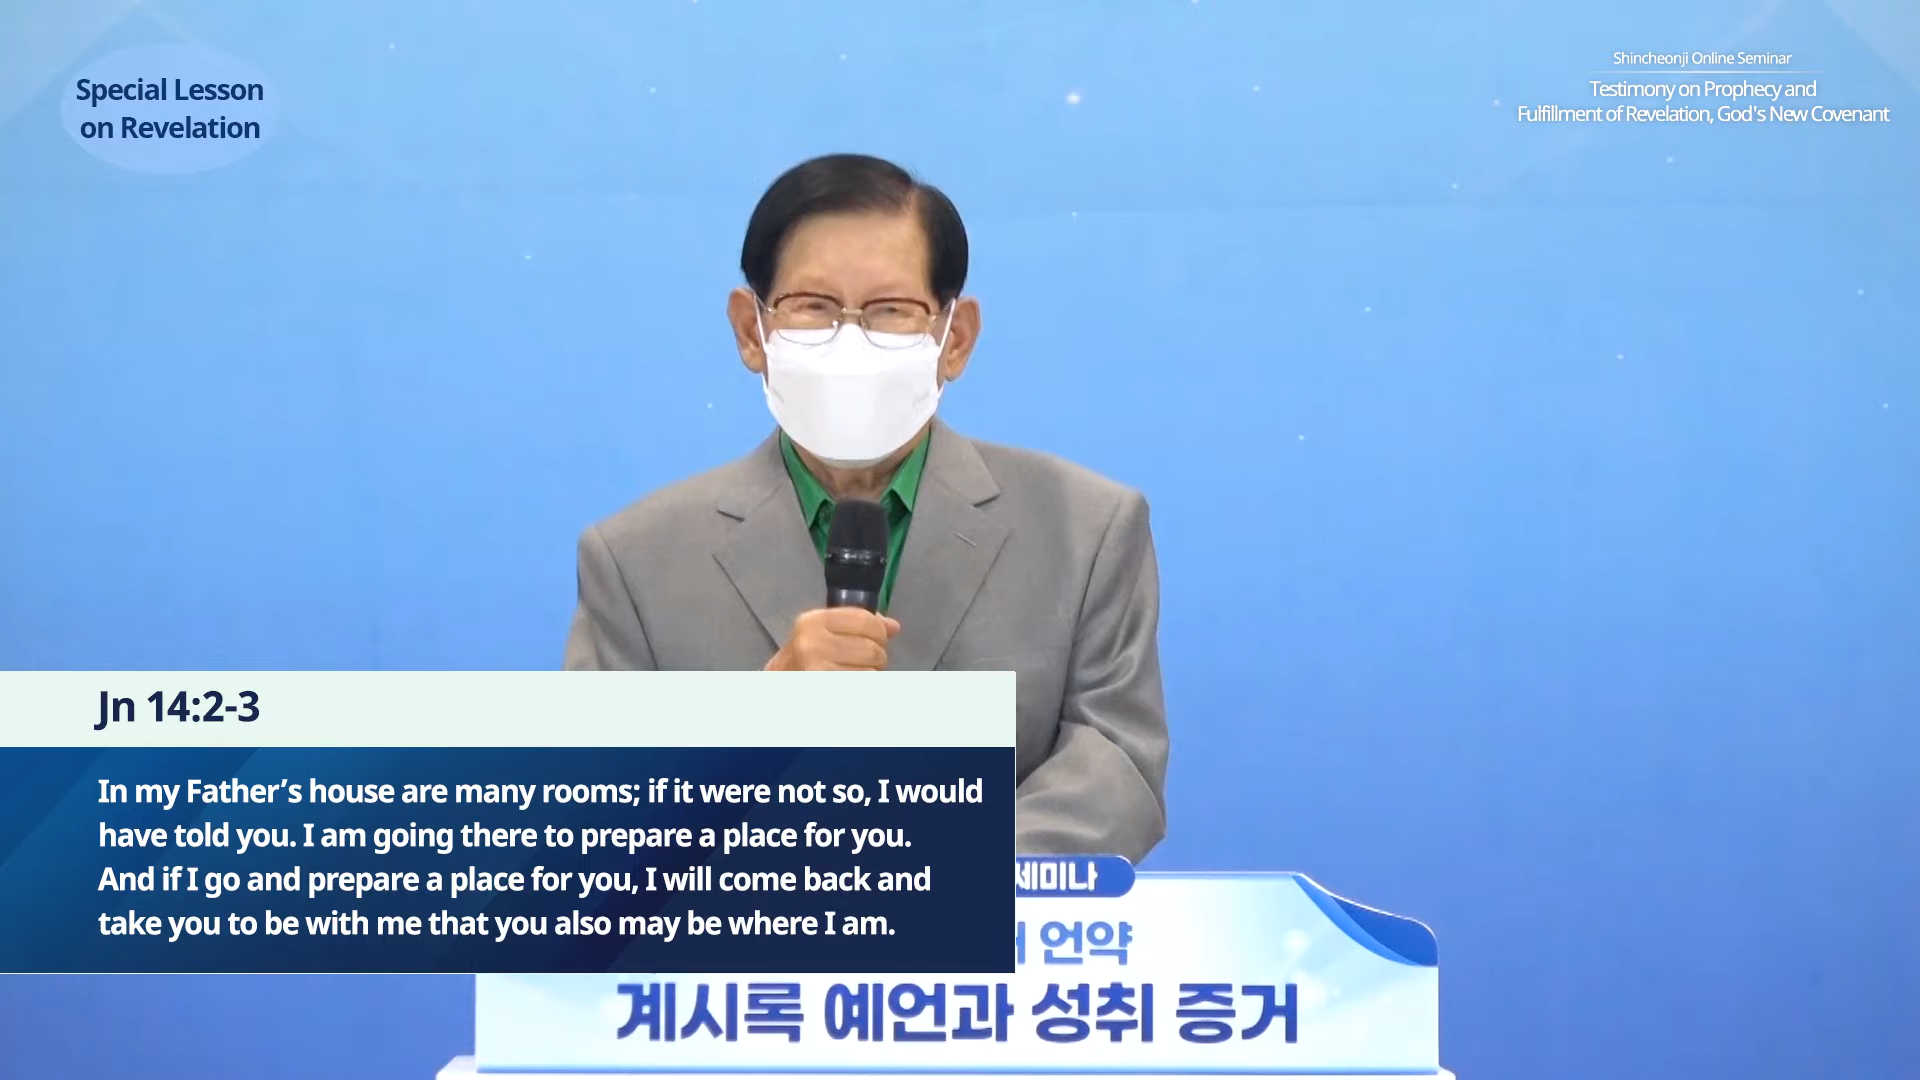 Special Lesson
on Revelation
Shincheonji Online Seminar
Testimony on Prophecy and
Fulfillment of Revelation, God's New Covenant
Jn 14:2-3
In my Father’s house are many rooms; if it were not so, I would
have told you. I am going there to prepare a place for you.
And if I go and prepare a place for you, I will come back and
take you to be with me that you also may be where I am.
세미나
언약
계시록 예언과 성취 증거